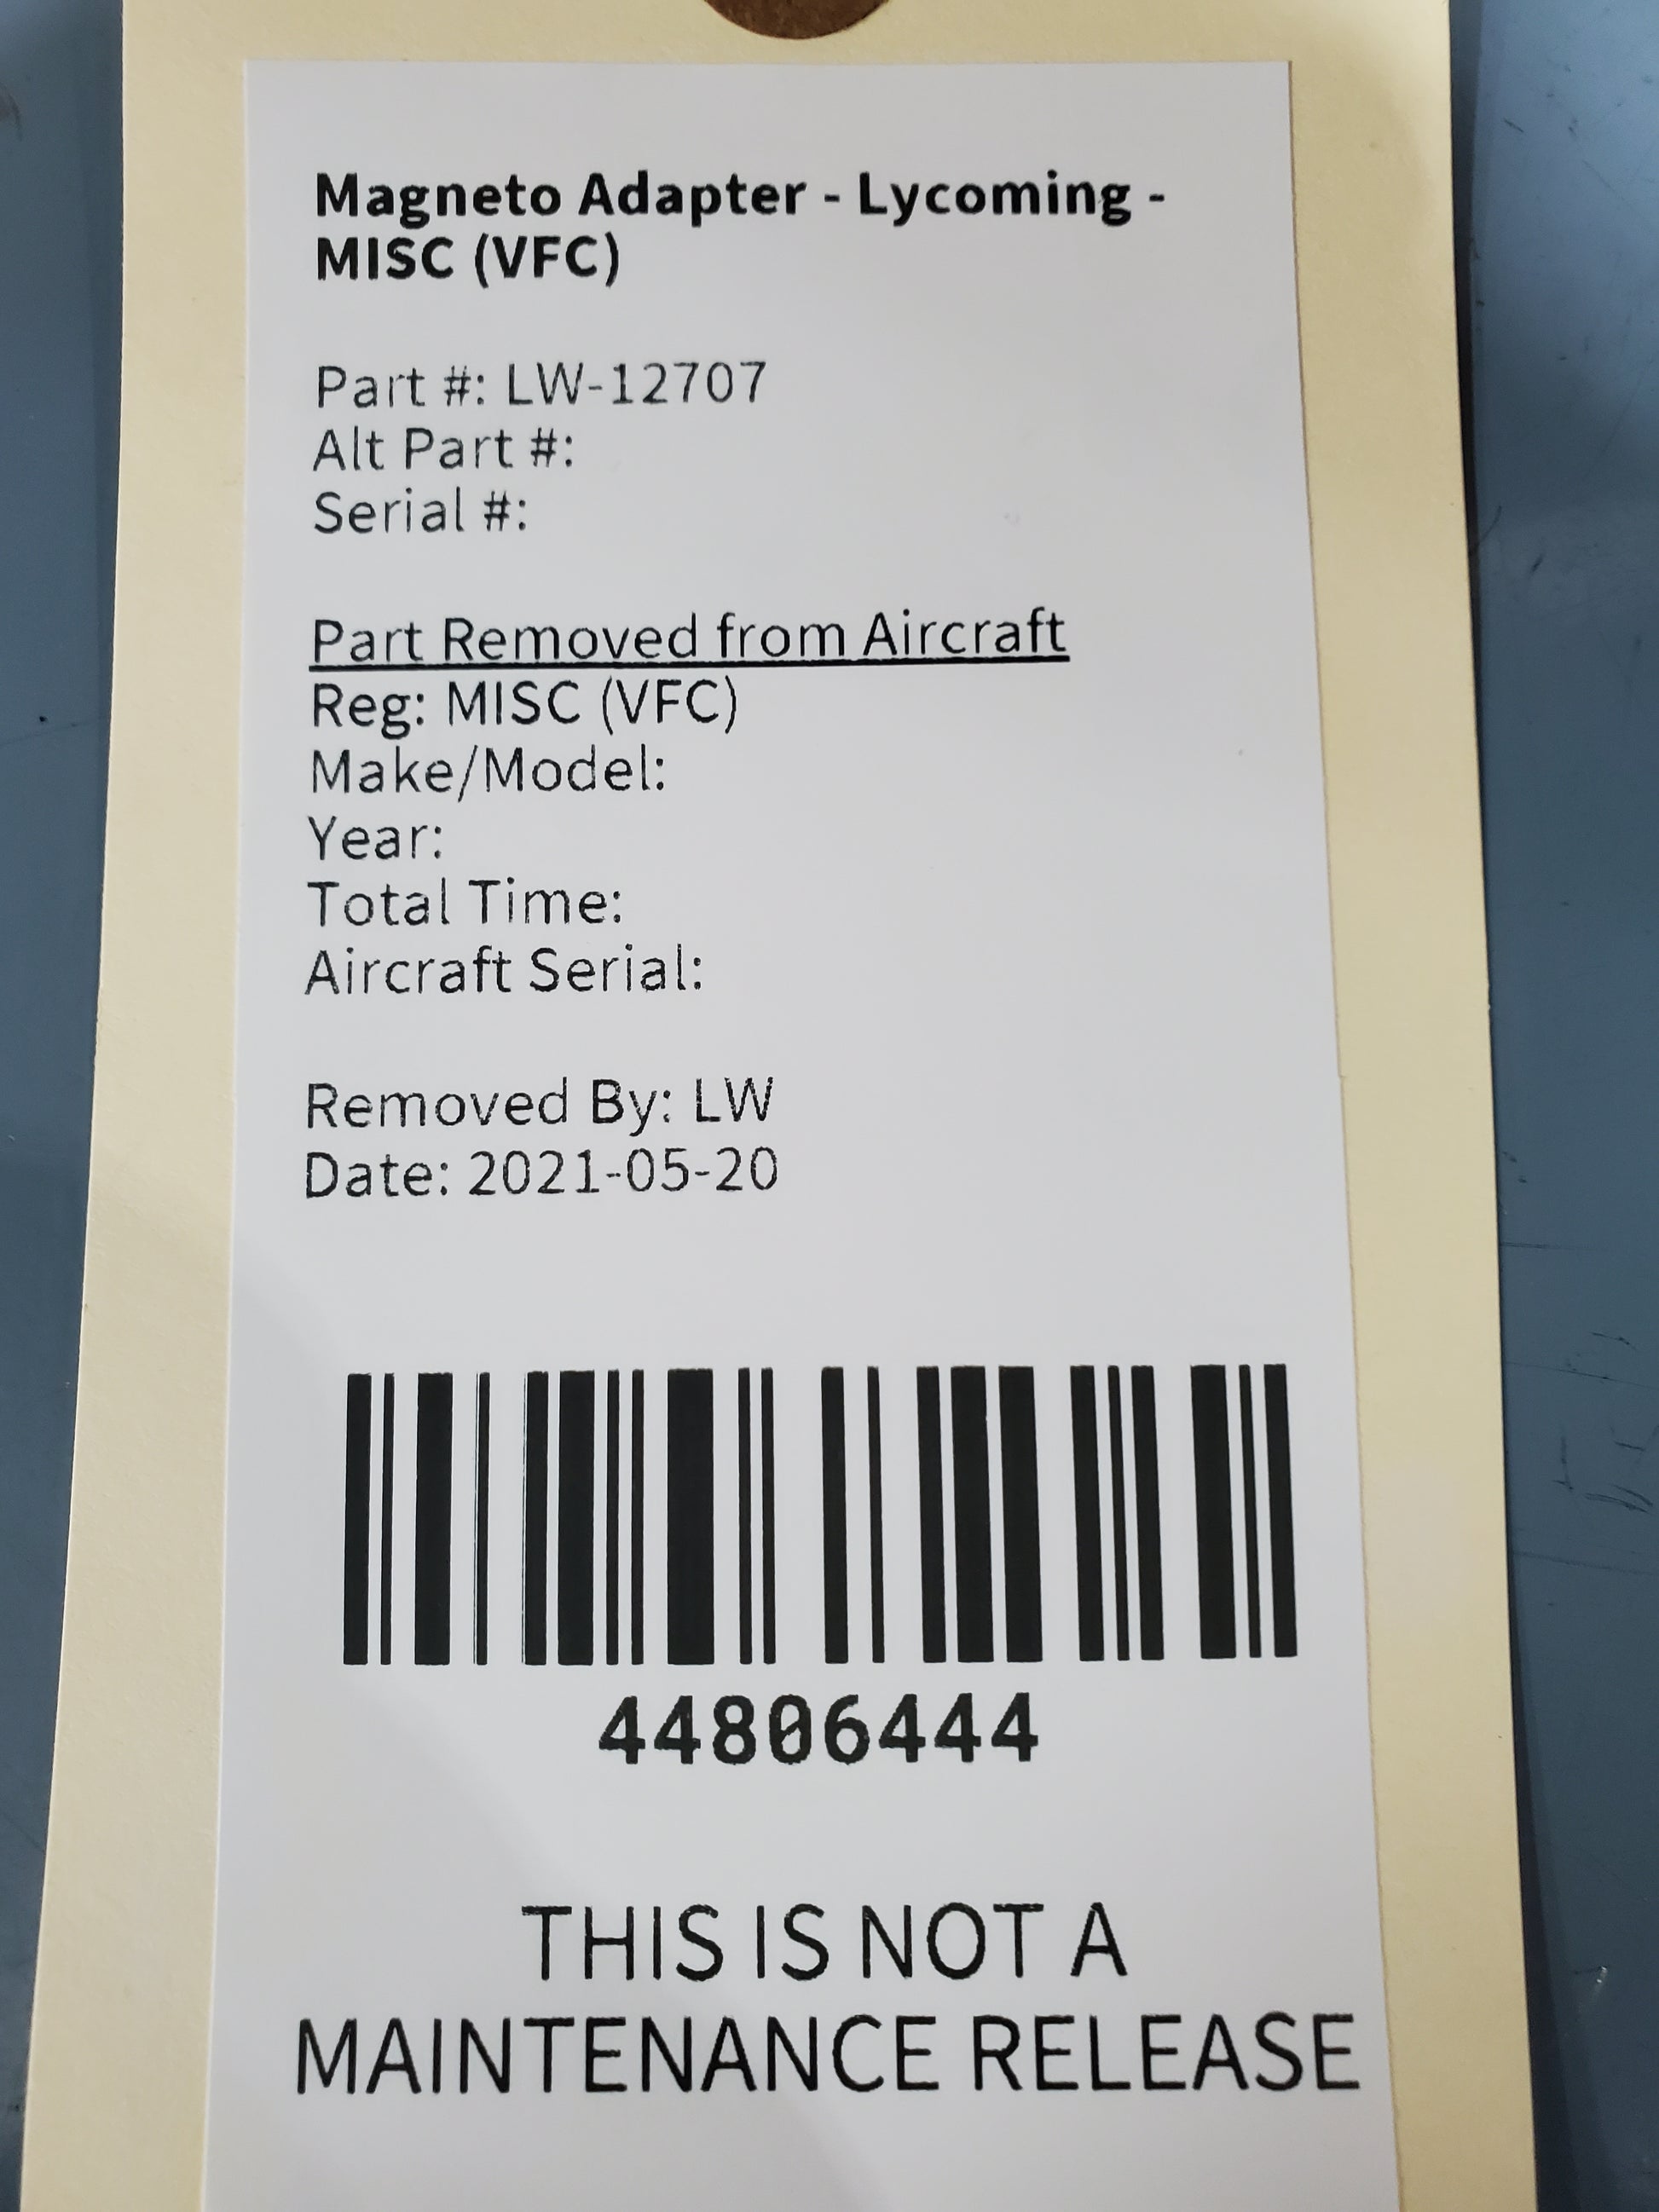 Magneto Adapter - Lycoming -
MISC (VFC)
Part #: LW-12707
Alt Part #:
Serial #:
Part Removed from Aircraft
Reg: MISC (VFC)
Make/Model:
Year:
Total Time:
Aircraft Serial:
Removed By: LW
Date: 2021-05-20
44806444
THIS IS NOT A
MAINTENANCE RELEASE